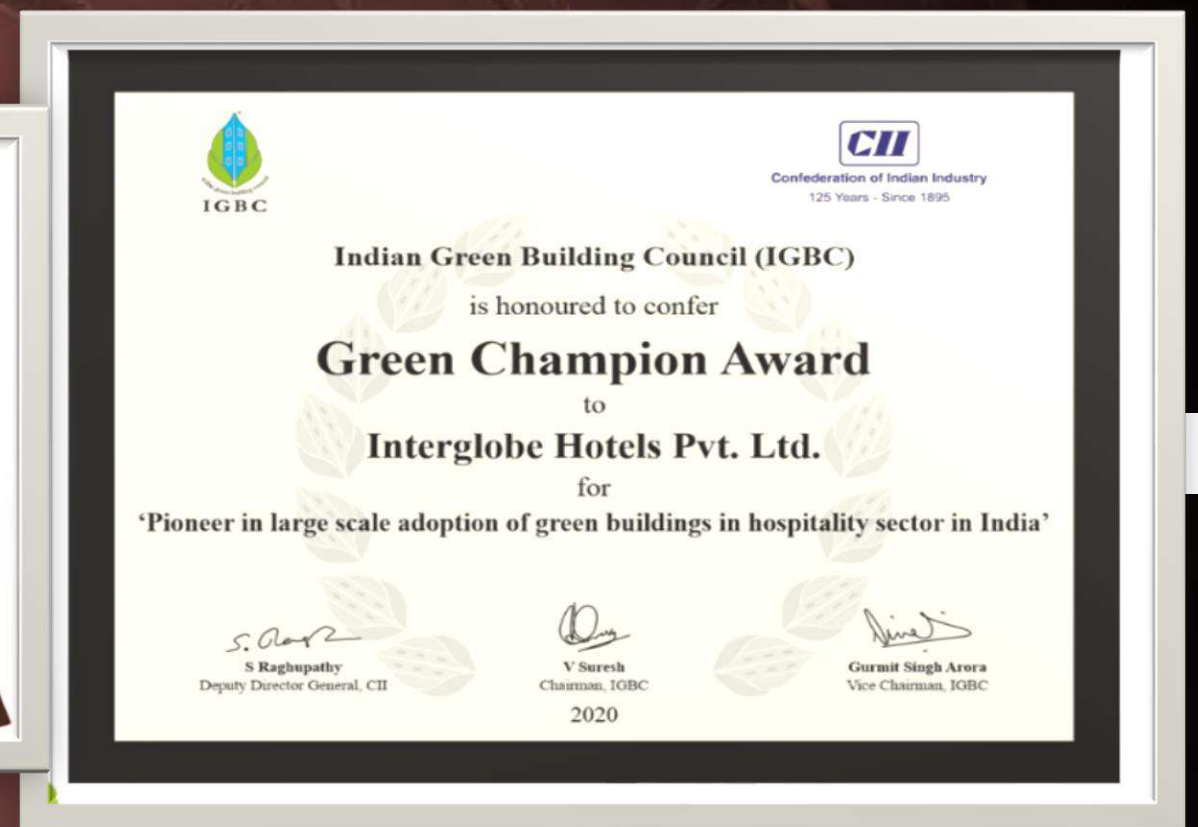 IGBC
CII
Confederation of Indian Industry
125 Years - Since 1895
Indian Green Building Council (IGBC)
is honoured to confer
Green Champion Award
to
Interglobe Hotels Pvt. Ltd.
for
‘Pioneer in large scale adoption of green buildings in hospitality sector in India’
S Raghupathy
Deputy Director General, CII
V Suresh
Chairman, IGBC
Gurmit Singh Arora
Vice Chairman, IGBC
2020